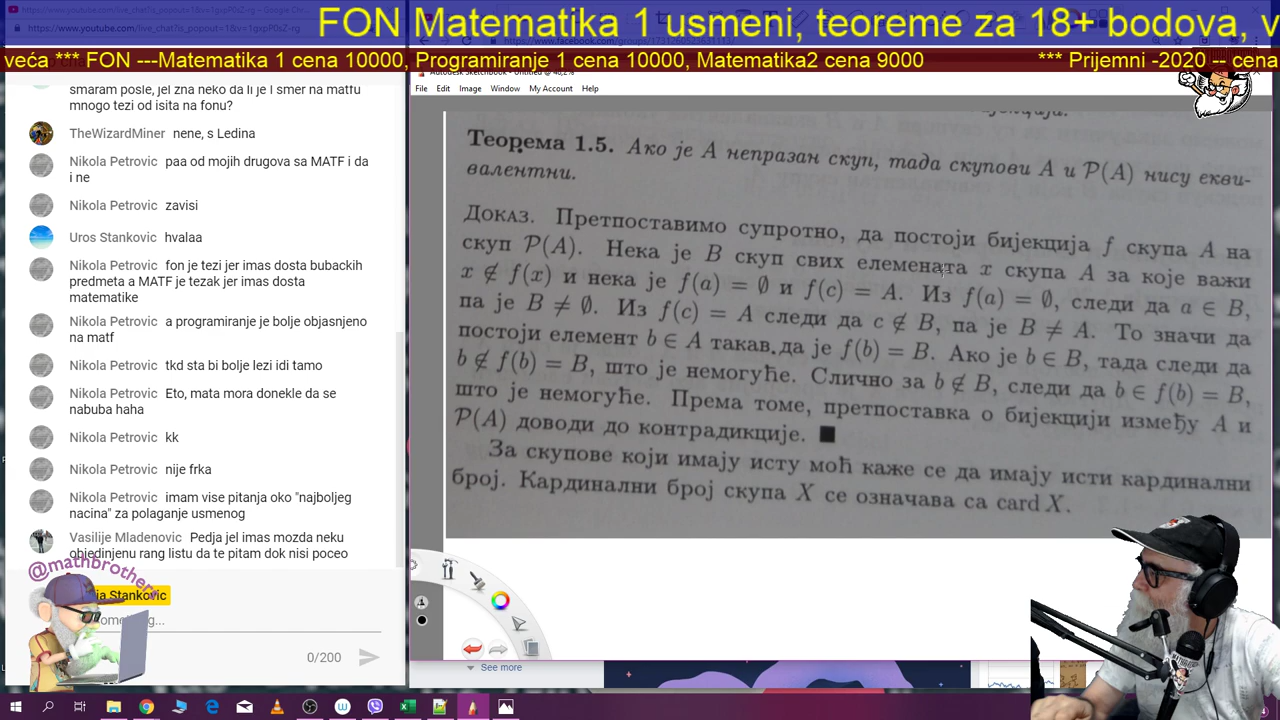 FON Matematika 1 usmeni, teoreme za 18+ bodova, v
veća *** FON ---Matematika 1 cena 10000, Programiranje 1 cena 10000, Matematika2 cena 9000 *** Prijemni -2020 -- cena
smaram posle, jel zna neko da li je I smer na matfu
mnogo tezi od isita na fonu?
TheWizardMiner nene, s Ledina
Nikola Petrovic paa od mojih drugova sa MATF i da
i ne
Nikola Petrovic zavisi
Uros Stankovic hvalaa
Nikola Petrovic fon je tezi jer imas dosta bubackih
predmeta a MATF je tezak jer imas dosta
matematike
Nikola Petrovic a programiranje je bolje objasnjeno
na matf
Nikola Petrovic tkd sta bi bolje lezi idi tamo
Nikola Petrovic Eto, mata mora donekle da se
nabuba haha
Nikola Petrovic kk
Nikola Petrovic nije frka
Nikola Petrovic imam vise pitanja oko "najboljeg
nacina" za polaganje usmenog
Vasilije Mladenovic Pedja jel imas mozda neku
objedinjenu rang listu da te pitam dok nisi poceo
@mathbrothers
Stankovic
0/200
File Edit Image Window My Account Help
Теорема 1.5. Ако је A непразан скуп, тада скупови A и P(A) нису екви-
валентни.
Доказ. Претпоставимо супротно, да постоји бијекција f скупа A на
скуп P(A). Нека је B скуп свих елемената x скупа A за које важи
x ∉ f(x) и нека је f(a) = ∅ и f(c) = A. Из f(a) = ∅, следи да a ∈ B,
па је B ≠ ∅. Из f(c) = A следи да c ∉ B, па је B ≠ A. То значи да
постоји елемент b ∈ A такав да је f(b) = B. Ако је b ∈ B, тада следи да
b ∉ f(b) = B, што је немогуће. Слично за b ∉ B, следи да b ∈ f(b) = B,
што је немогуће. Према томе, претпоставка о бијекцији између A и
P(A) доводи до контрадикције. ■
За скупове који имају исту моћ каже се да имају исти кардинални
број. Кардинални број скупа X се означава са card X.
See more